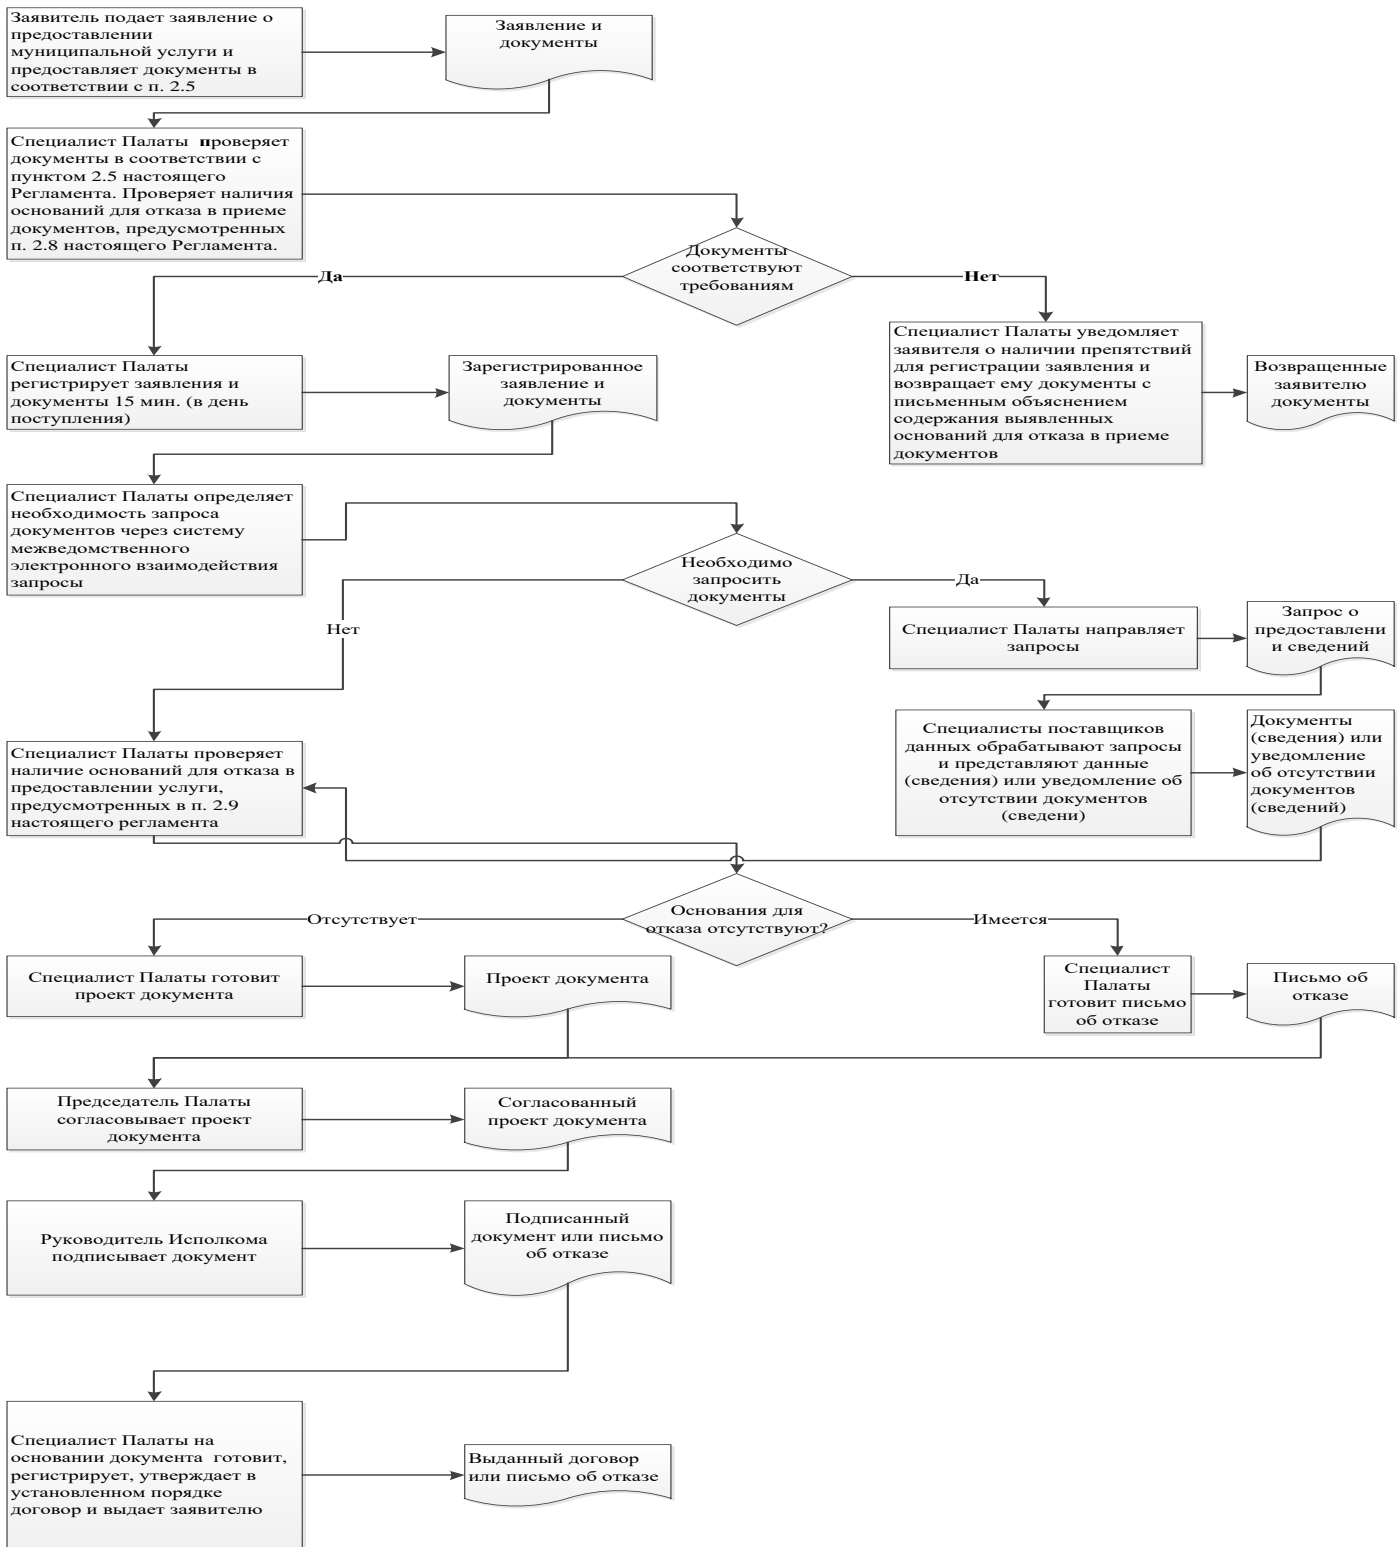 Заявитель подает заявление о
предоставлении
муниципальной услуги и
предоставляет документы в
соответствии с п. 2.5
Заявление и
документы
Специалист Палаты  проверяет
документы в соответствии с
пунктом 2.5 настоящего
Регламента. Проверяет наличия
оснований для отказа в приеме
документов, предусмотренных
п. 2.8 настоящего Регламента.
Документы
соответствуют
требованиям
Да
Нет
Специалист Палаты
регистрирует заявления и
документы 15 мин. (в день
поступления)
Зарегистрированное
заявление и
документы
Специалист Палаты уведомляет
заявителя о наличии препятствий
для регистрации заявления и
возвращает ему документы с
письменным объяснением
содержания выявленных
оснований для отказа в приеме
документов
Возвращенные
заявителю
документы
Специалист Палаты определяет
необходимость запроса
документов через систему
межведомственного
электронного взаимодействия
запросы
Необходимо
запросить
документы
Да
Нет
Специалист Палаты направляет
запросы
Запрос о
предоставлени
и сведений
Специалисты поставщиков
данных обрабатывают запросы
и представляют данные
(сведения) или уведомление об
отсутствии документов
(сведени)
Документы
(сведения) или
уведомление
об отсутствии
документов
(сведений)
Специалист Палаты проверяет
наличие оснований для отказа в
предоставлении услуги,
предусмотренных в п. 2.9
настоящего регламента
Основания для
отказа отсутствуют?
Отсутствует
Имеется
Специалист Палаты готовит
проект документа
Проект документа
Специалист
Палаты
готовит письмо
об отказе
Письмо об
отказе
Председатель Палаты
согласовывает проект
документа
Согласованный
проект документа
Руководитель Исполкома
подписывает документ
Подписанный
документ или письмо
об отказе
Специалист Палаты на
основании документа  готовит,
регистрирует, утверждает в
установленном порядке
договор и выдает заявителю
Выданный договор
или письмо об отказе